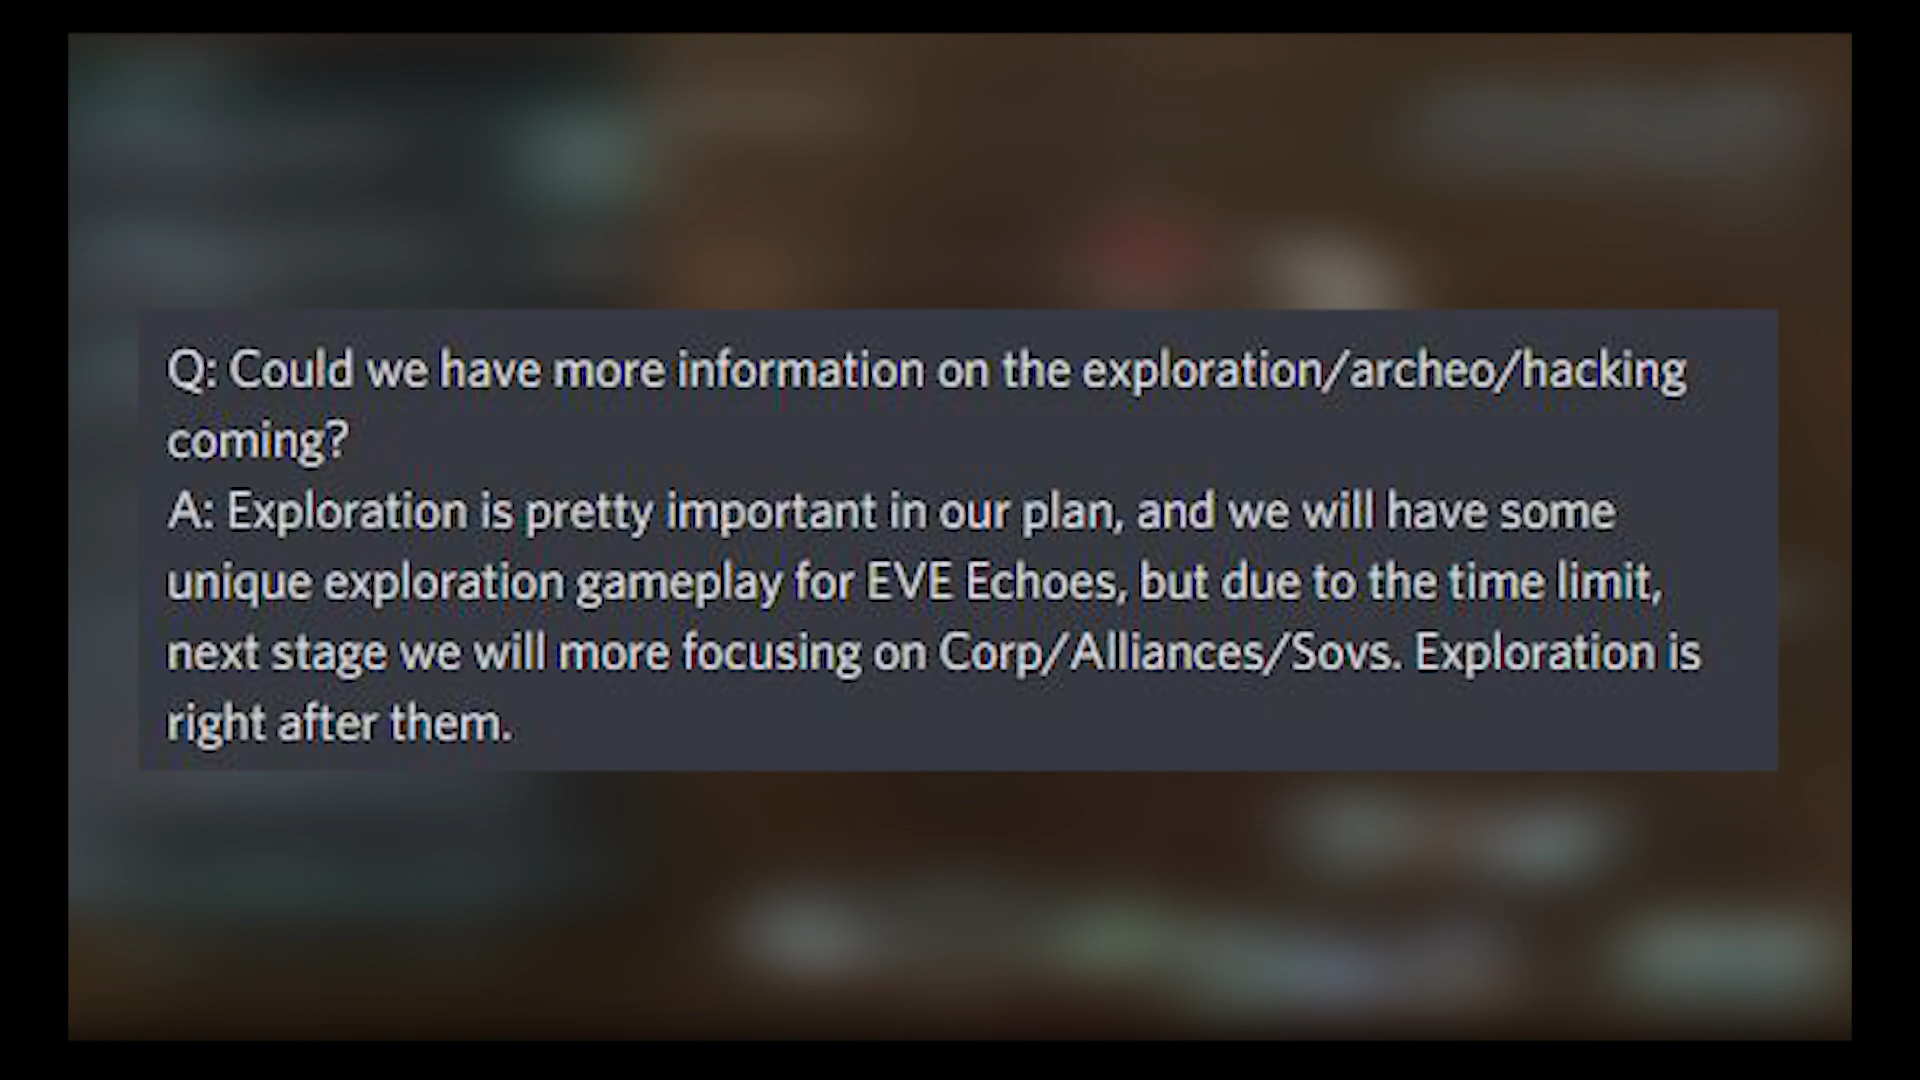 Q: Could we have more information on the exploration/archeo/hacking
coming?
A: Exploration is pretty important in our plan, and we will have some
unique exploration gameplay for EVE Echoes, but due to the time limit,
next stage we will more focusing on Corp/Alliances/Sovs. Exploration is
right after them.